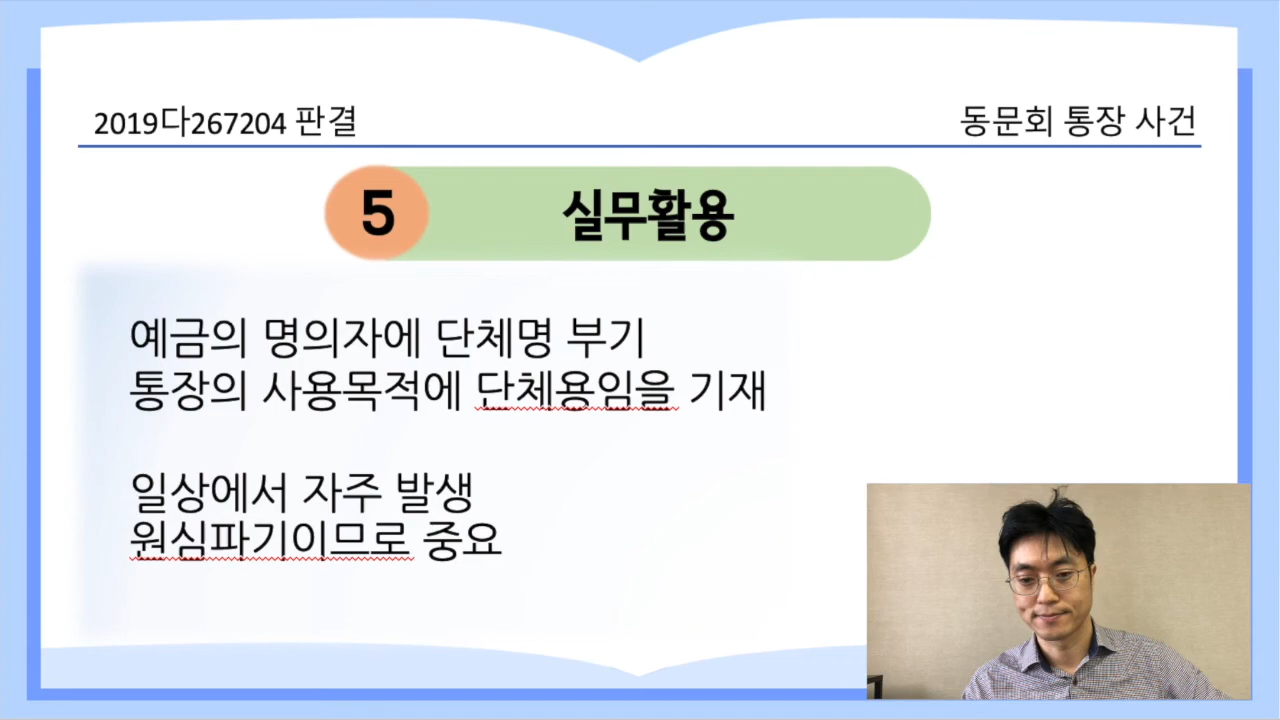 2019다267204 판결
동문회 통장 사건
5
실무활용
예금의 명의자에 단체명 부기
통장의 사용목적에 단체용임을 기재
일상에서 자주 발생
원심파기이므로 중요